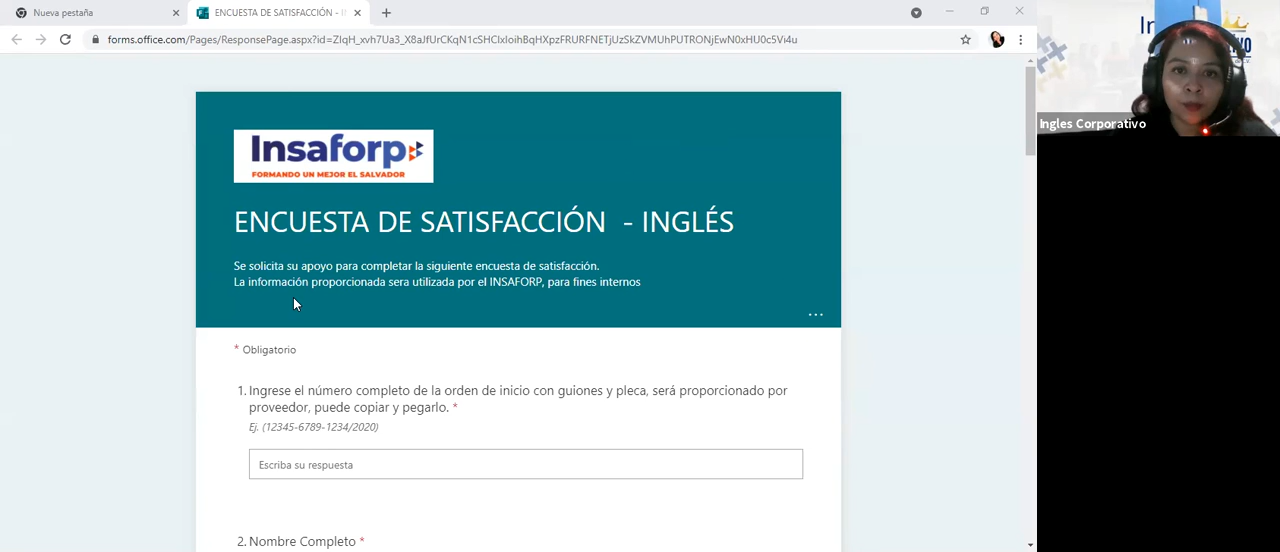 Nueva pestaña
ENCUESTA DE SATISFACCIÓN - I
forms.office.com/Pages/ResponsePage.aspx?id=ZIqH_xvh7Ua3_X8aJfUrCKqN1cSHCIxIoihBqhXpzFRURFNETjUzSkZVMUhPUTRONjEwN0xHU0c5Vi4u
Insaforp
FORMANDO UN MEJOR EL SALVADOR
ENCUESTA DE SATISFACCIÓN - INGLÉS
Se solicita su apoyo para completar la siguiente encuesta de satisfacción.
La información proporcionada sera utilizada por el INSAFORP, para fines internos
* Obligatorio
1. Ingrese el número completo de la orden de inicio con guiones y pleca, será proporcionado por
proveedor, puede copiar y pegarlo. *
Ej. (12345-6789-1234/2020)
Escriba su respuesta
2. Nombre Completo *
Ingles Corporativo